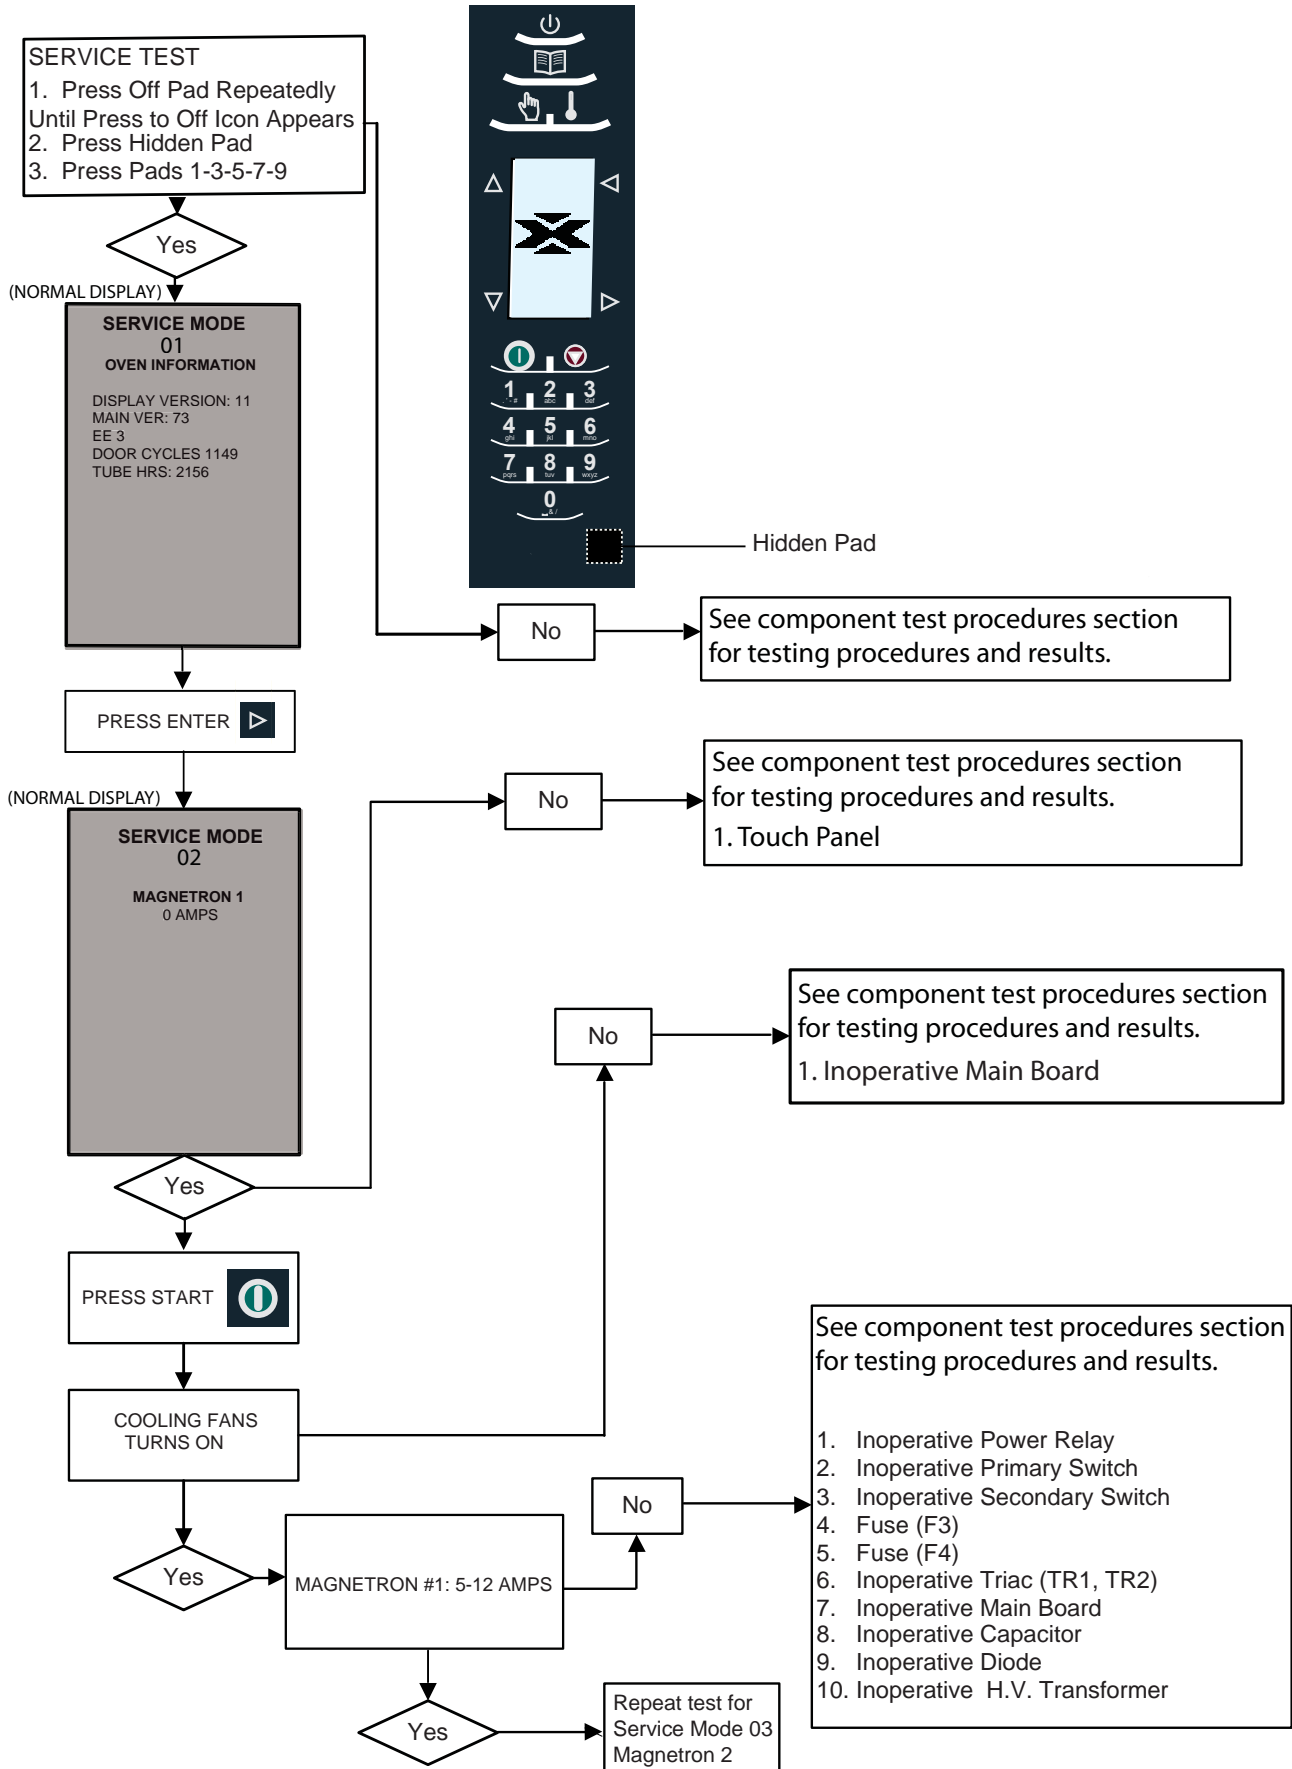 SERVICE TEST
1. Press Off Pad Repeatedly
Until Press to Off Icon Appears
2. Press Hidden Pad
3. Press Pads 1-3-5-7-9
Yes
(NORMAL DISPLAY)
SERVICE MODE
01
OVEN INFORMATION
DISPLAY VERSION: 11
MAIN VER: 73
EE 3
DOOR CYCLES 1149
TUBE HRS: 2156
1 2 3
. ' - # abc def
4 5 6
ghi jkl mno
7 8 9
pqrs tuv wxyz
0
& /
Hidden Pad
No
See component test procedures section
for testing procedures and results.
PRESS ENTER
(NORMAL DISPLAY)
SERVICE MODE
02
MAGNETRON 1
0 AMPS
No
See component test procedures section
for testing procedures and results.
1. Touch Panel
Yes
No
See component test procedures section
for testing procedures and results.
1. Inoperative Main Board
PRESS START
COOLING FANS
TURNS ON
Yes
MAGNETRON #1: 5-12 AMPS
No
See component test procedures section
for testing procedures and results.
1. Inoperative Power Relay
2. Inoperative Primary Switch
3. Inoperative Secondary Switch
4. Fuse (F3)
5. Fuse (F4)
6. Inoperative Triac (TR1, TR2)
7. Inoperative Main Board
8. Inoperative Capacitor
9. Inoperative Diode
10. Inoperative H.V. Transformer
Yes
Repeat test for
Service Mode 03
Magnetron 2